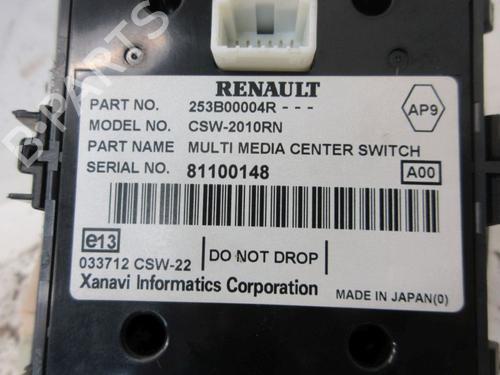 RENAULT
PART NO. 253B00004R---
AP9
MODEL NO. CSW-2010RN
PART NAME MULTI MEDIA CENTER SWITCH
SERIAL NO. 81100148 A00
e13 DO NOT DROP
033712 CSW-22
Xanavi Informatics Corporation
MADE IN JAPAN(0)
B PARTS